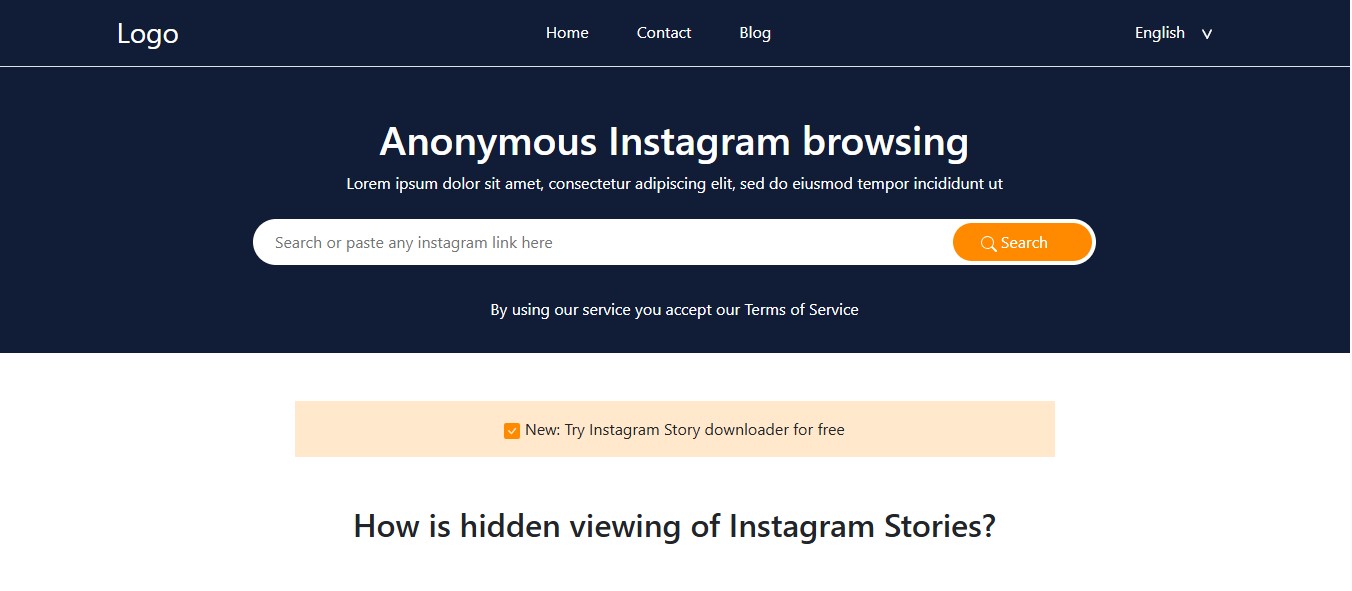 Logo
Home Contact Blog
English
Anonymous Instagram browsing
Lorem ipsum dolor sit amet, consectetur adipiscing elit, sed do eiusmod tempor incididunt ut
Search or paste any instagram link here
Search
By using our service you accept our Terms of Service
New: Try Instagram Story downloader for free
How is hidden viewing of Instagram Stories?